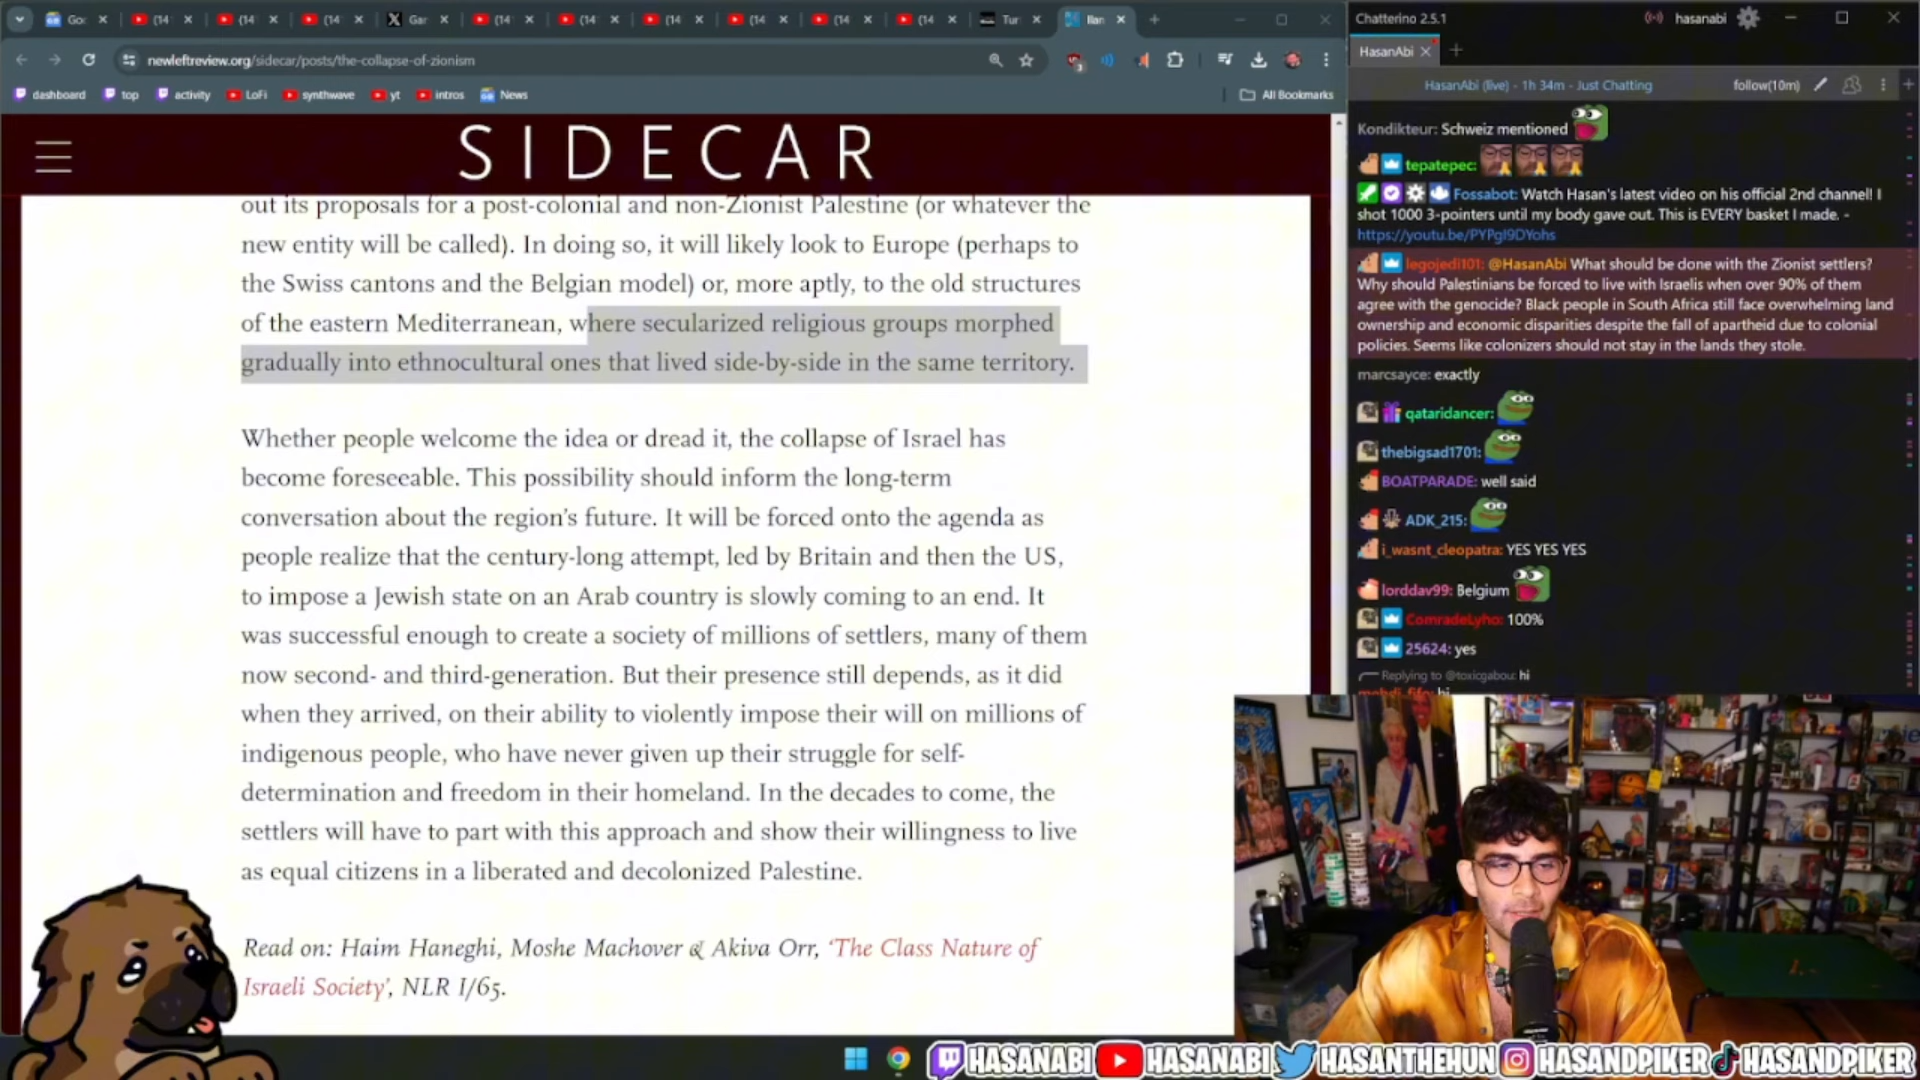 Goo
(14
(14
(14
Gar
(14
(14
(14
(14
(14
(14
Tur
Ilan
newleftreview.org/sidecar/posts/the-collapse-of-zionism
dashboard
top
activity
LoFi
synthwave
yt
intros
News
All Bookmarks
SIDECAR
out its proposals for a post-colonial and non-Zionist Palestine (or whatever the
new entity will be called). In doing so, it will likely look to Europe (perhaps to
the Swiss cantons and the Belgian model) or, more aptly, to the old structures
of the eastern Mediterranean, where secularized religious groups morphed
gradually into ethnocultural ones that lived side-by-side in the same territory.
Whether people welcome the idea or dread it, the collapse of Israel has
become foreseeable. This possibility should inform the long-term
conversation about the region's future. It will be forced onto the agenda as
people realize that the century-long attempt, led by Britain and then the US,
to impose a Jewish state on an Arab country is slowly coming to an end. It
was successful enough to create a society of millions of settlers, many of them
now second- and third-generation. But their presence still depends, as it did
when they arrived, on their ability to violently impose their will on millions of
indigenous people, who have never given up their struggle for self-
determination and freedom in their homeland. In the decades to come, the
settlers will have to part with this approach and show their willingness to live
as equal citizens in a liberated and decolonized Palestine.
Read on: Haim Haneghi, Moshe Machover & Akiva Orr, ‘The Class Nature of
Israeli Society’, NLR I/65.
Chatterino 2.5.1
hasanabi
HasanAbi
HasanAbi (live) - 1h 34m - Just Chatting
follow(10m)
Kondikteur: Schweiz mentioned
tepatepec:
Fossabot: Watch Hasan's latest video on his official 2nd channel! I
shot 1000 3-pointers until my body gave out. This is EVERY basket I made. -
https://youtu.be/PYPgI9DYohs
legojedi101: @HasanAbi What should be done with the Zionist settlers?
Why should Palestinians be forced to live with Israelis when over 90% of them
agree with the genocide? Black people in South Africa still face overwhelming land
ownership and economic disparities despite the fall of apartheid due to colonial
policies. Seems like colonizers should not stay in the lands they stole.
marcsayce: exactly
qataridancer:
thebigsad1701:
BOATPARADE: well said
ADK_215:
i_wasnt_cleopatra: YES YES YES
lorddav99: Belgium
ComradeLyho: 100%
25624: yes
Replying to @toxicgabou: hi
HASANABI
HASANABI
HASANTHEHUN
HASANDPIKER
HASANDPIKER